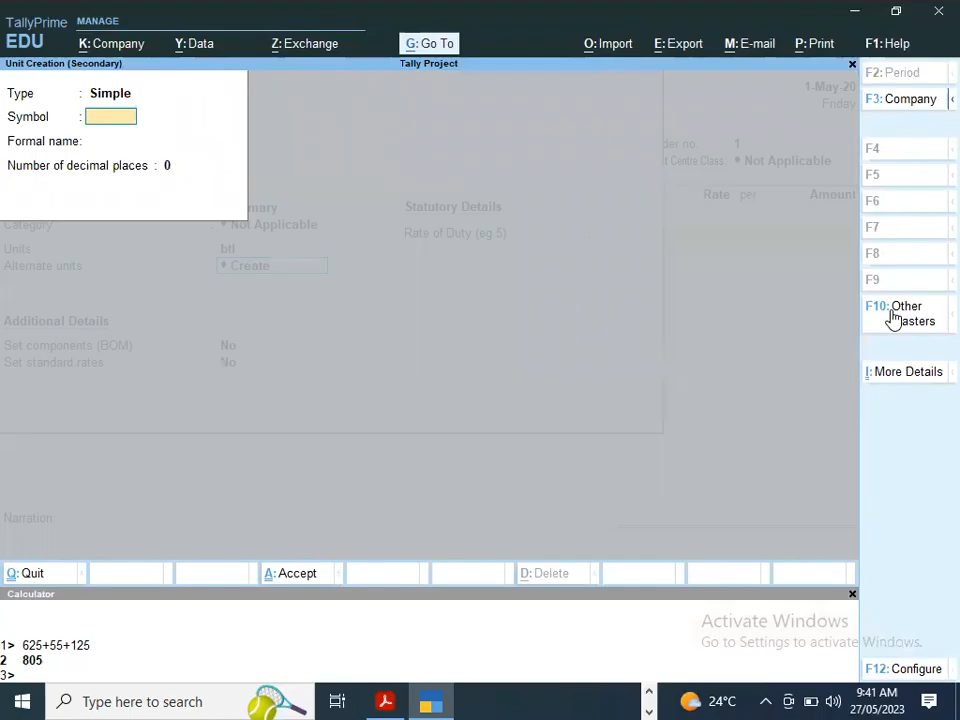 TallyPrime
EDU
MANAGE
K: Company
Y: Data
Z: Exchange
G: Go To
O: Import
E: Export
M: E-mail
P: Print
F1: Help
Unit Creation (Secondary)
Tally Project
Type : Simple
Symbol :
Formal name:
Number of decimal places : 0
1-May-20
Friday
1
♦ Not Applicable
Rate per Amount
Category
♦ Not Applicable
Units
btl
Alternate units
♦ Create
Statutory Details
Rate of Duty (eg 5)
Additional Details
Set components (BOM) No
Set standard rates No
Narration:
F2: Period
F3: Company
F4
F5
F6
F7
F8
F9
F10: Other
I: More Details
F12: Configure
Q: Quit
A: Accept
D: Delete
Calculator
1> 625+55+125
2 805
3>
Activate Windows
Go to Settings to activate Windows.
Type here to search
24°C
9:41 AM
27/05/2023